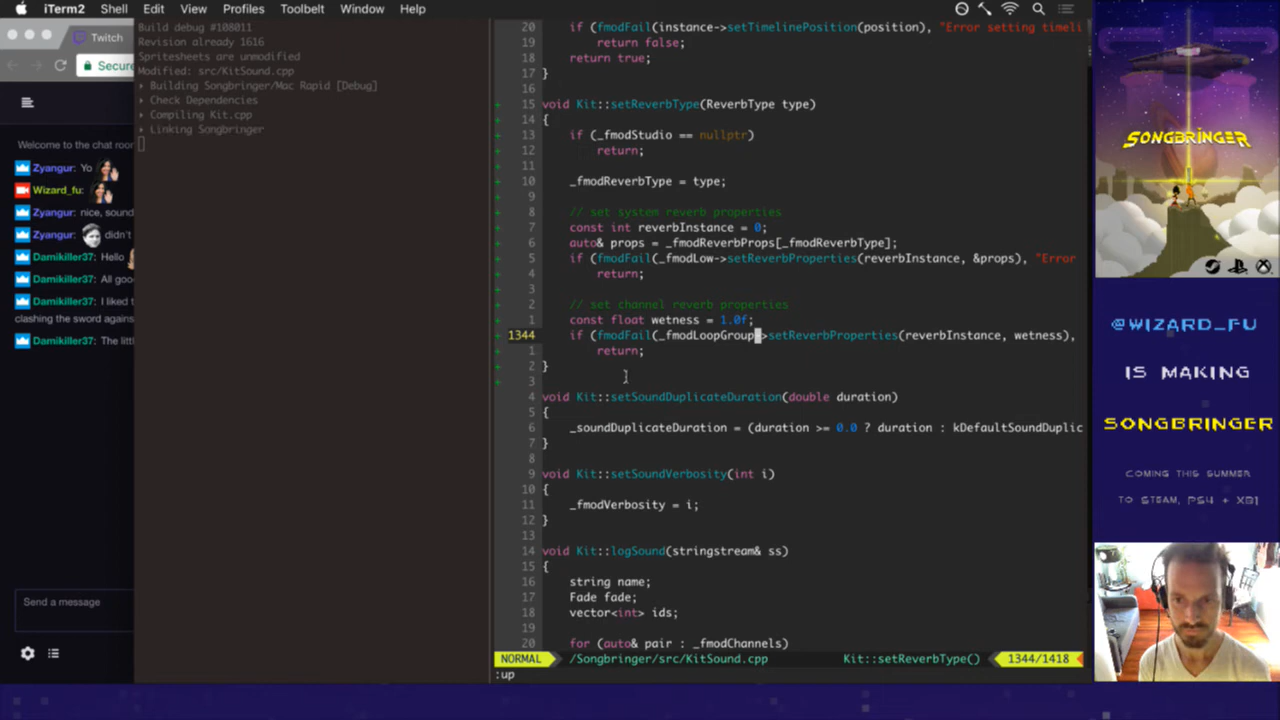 iTerm2 Shell Edit View Profiles Toolbelt Window Help
Twitch
Secure
Welcome to the chat room
Zyangur: Yo
Wizard_fu:
Zyangur: nice, sound
Zyangur: didn't
Damikiller37: Hello
Damikiller37: All goo
Damikiller37: I liked t
clashing the sword against
Damikiller37: The littl
Send a message
Build debug #108011
Revision already 1616
Spritesheets are unmodified
Modified: src/KitSound.cpp
Building Songbringer/Mac Rapid [Debug]
Check Dependencies
Compiling Kit.cpp
Linking Songbringer
20 if (fmodFail(instance->setTimelinePosition(position), "Error setting timeli
19 return false;
18 return true;
17 }
16
+ 15 void Kit::setReverbType(ReverbType type)
+ 14 {
+ 13 if (_fmodStudio == nullptr)
+ 12 return;
+ 11
+ 10 _fmodReverbType = type;
+ 9
+ 8 // set system reverb properties
+ 7 const int reverbInstance = 0;
+ 6 auto& props = _fmodReverbProps[_fmodReverbType];
+ 5 if (fmodFail(_fmodLow->setReverbProperties(reverbInstance, &props), "Error
+ 4 return;
+ 3
+ 2 // set channel reverb properties
+ 1 const float wetness = 1.0f;
+ 1344 if (fmodFail(_fmodLoopGroup->setReverbProperties(reverbInstance, wetness),
+ 1 return;
+ 2 }
+ 3
4 void Kit::setSoundDuplicateDuration(double duration)
5 {
6 _soundDuplicateDuration = (duration >= 0.0 ? duration : kDefaultSoundDuplic
7 }
8
9 void Kit::setSoundVerbosity(int i)
10 {
11 _fmodVerbosity = i;
12 }
13
14 void Kit::logSound(stringstream& ss)
15 {
16 string name;
17 Fade fade;
18 vector<int> ids;
19
20 for (auto& pair : _fmodChannels)
NORMAL /Songbringer/src/KitSound.cpp Kit::setReverbType() 1344/1418
:up
SONGBRINGER
@WIZARD_FU
IS MAKING
SONGBRINGER
COMING THIS SUMMER
TO STEAM, PS4 + XB1